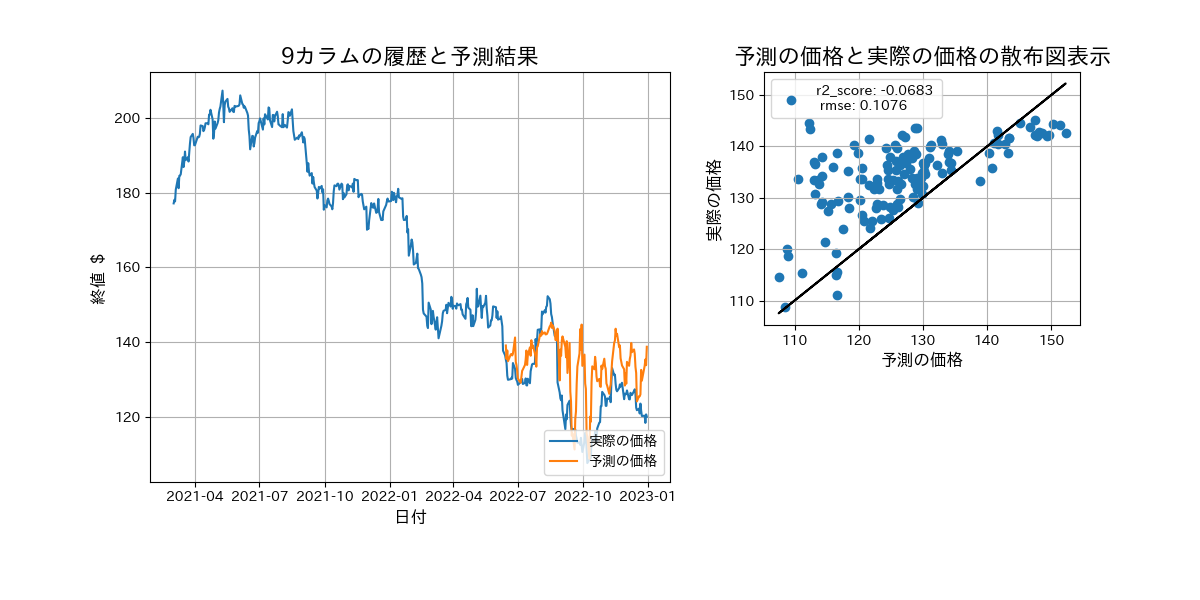 9カラムの履歴と予測結果
200
180
160
140
120
終値 $
2021-04 2021-07 2021-10 2022-01 2022-04 2022-07 2022-10 2023-01
日付
実際の価格
予測の価格
予測の価格と実際の価格の散布図表示
r2_score: -0.0683
rmse: 0.1076
150
140
130
120
110
実際の価格
110 120 130 140 150
予測の価格